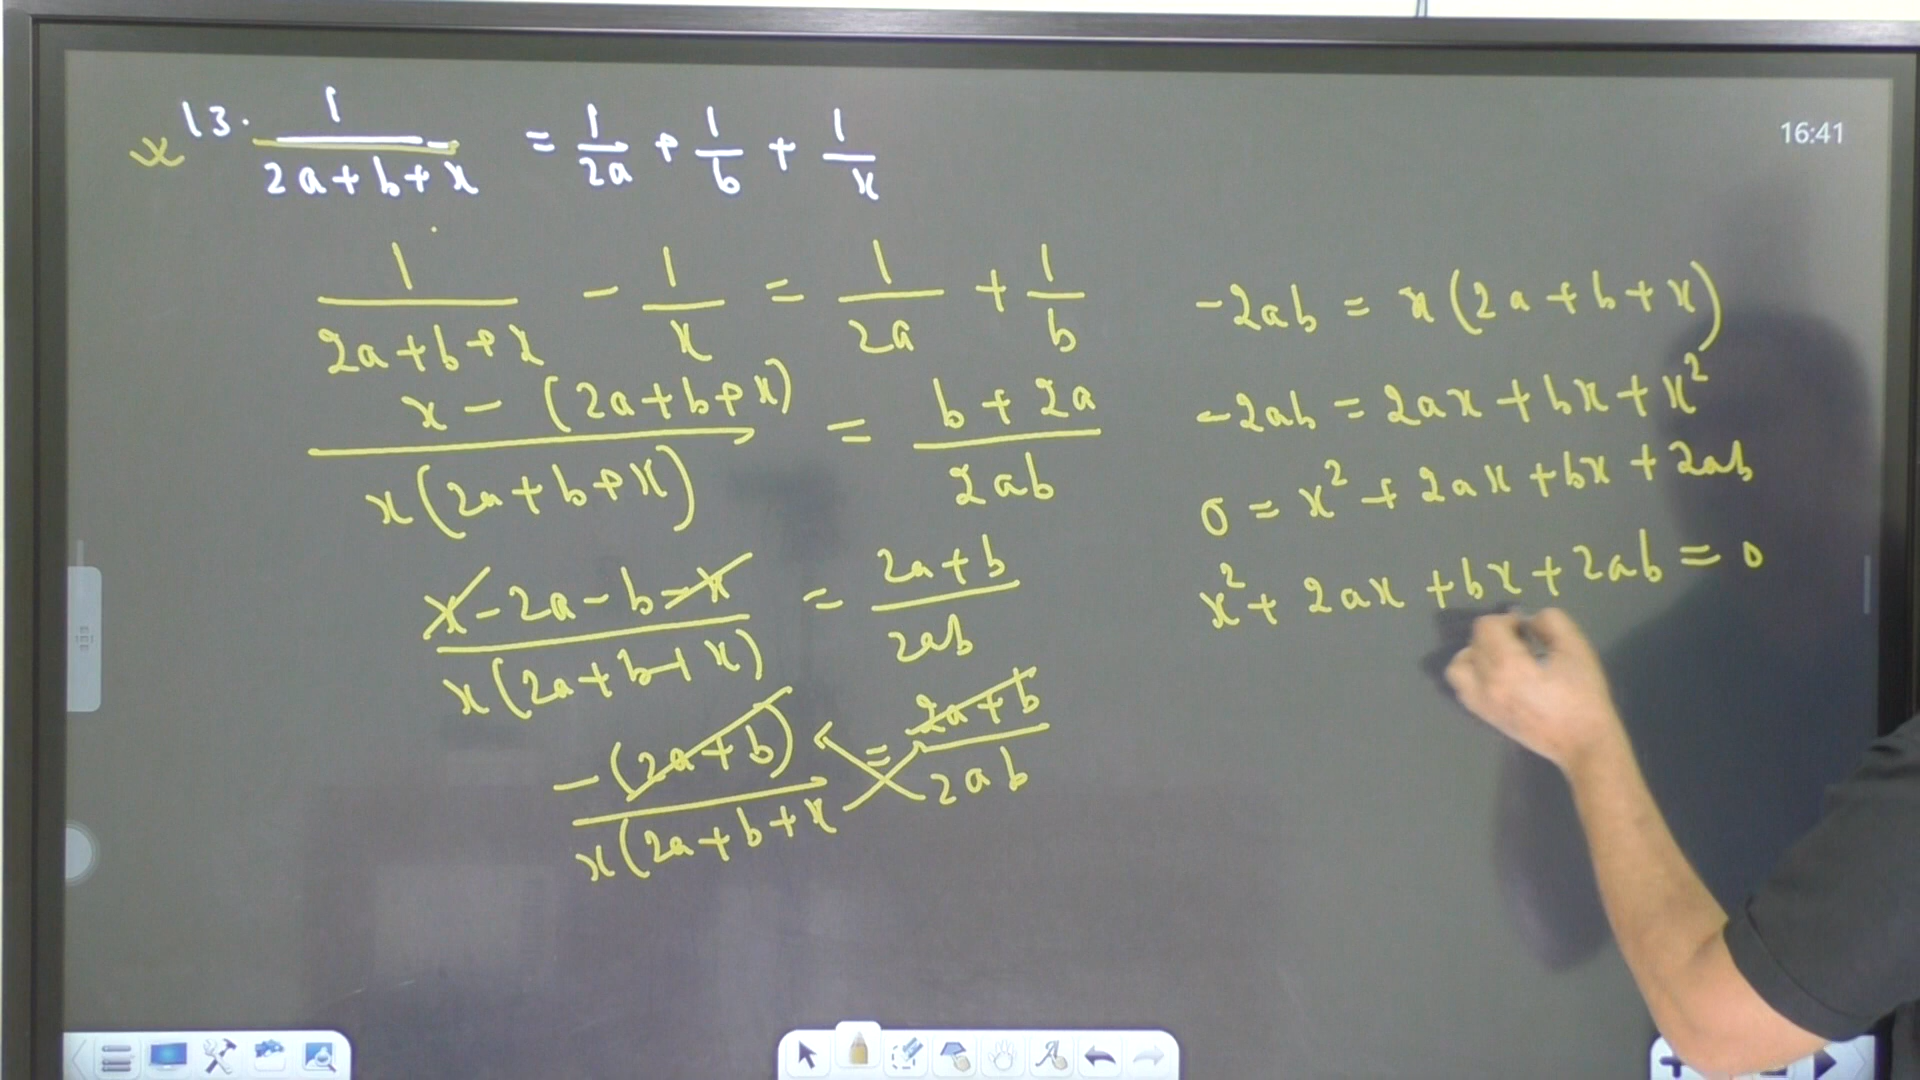 13. 1/(2a+b+x) = 1/2a + 1/b + 1/x
1/(2a+b+x) - 1/x = 1/2a + 1/b
(x - (2a+b+x))/(x(2a+b+x)) = (b+2a)/2ab
(x-2a-b-x)/(x(2a+b+x)) = (2a+b)/2ab
-(2a+b)/(x(2a+b+x = (2a+b)/2ab
-2ab = x(2a+b+x)
-2ab = 2ax+bx+x²
0 = x²+2ax+bx+2ab
x²+2ax+bx+2ab=0
16:41